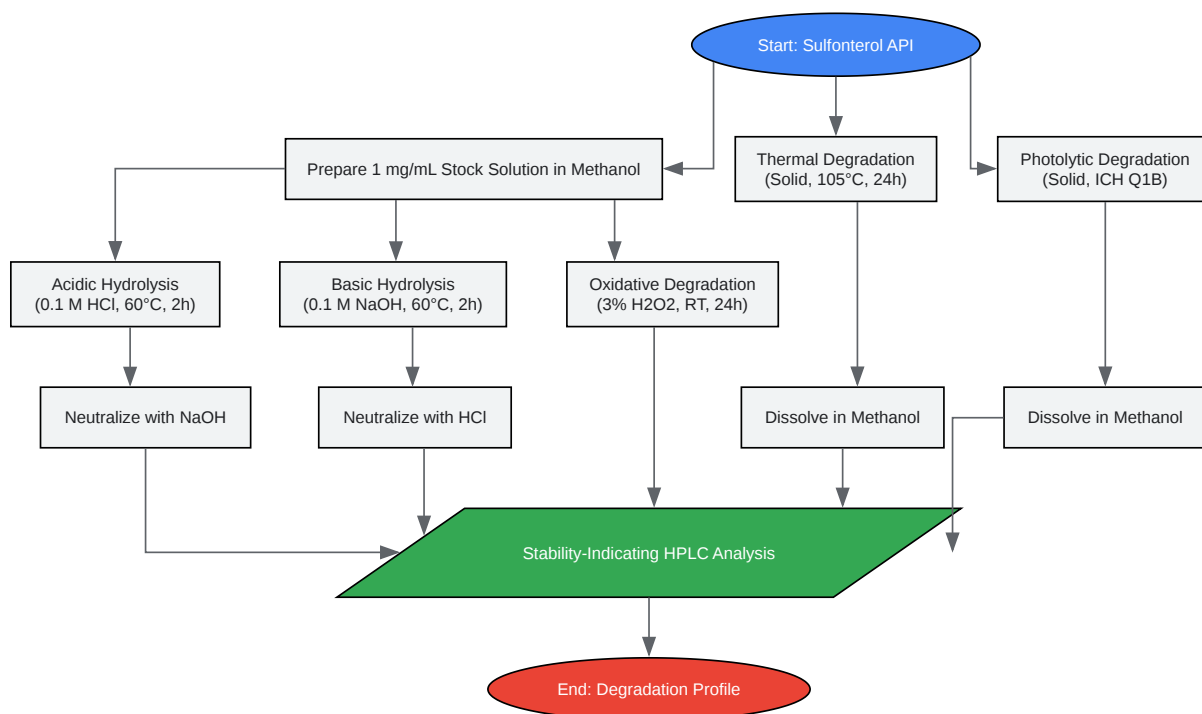 Start: Sulfonterol API
Prepare 1 mg/mL Stock Solution in Methanol
Thermal Degradation
(Solid, 105°C, 24h)
Photolytic Degradation
(Solid, ICH Q1B)
Acidic Hydrolysis
(0.1 M HCl, 60°C, 2h)
Basic Hydrolysis
(0.1 M NaOH, 60°C, 2h)
Oxidative Degradation
(3% H2O2, RT, 24h)
Neutralize with NaOH
Neutralize with HCl
Dissolve in Methanol
Dissolve in Methanol
Stability-Indicating HPLC Analysis
End: Degradation Profile